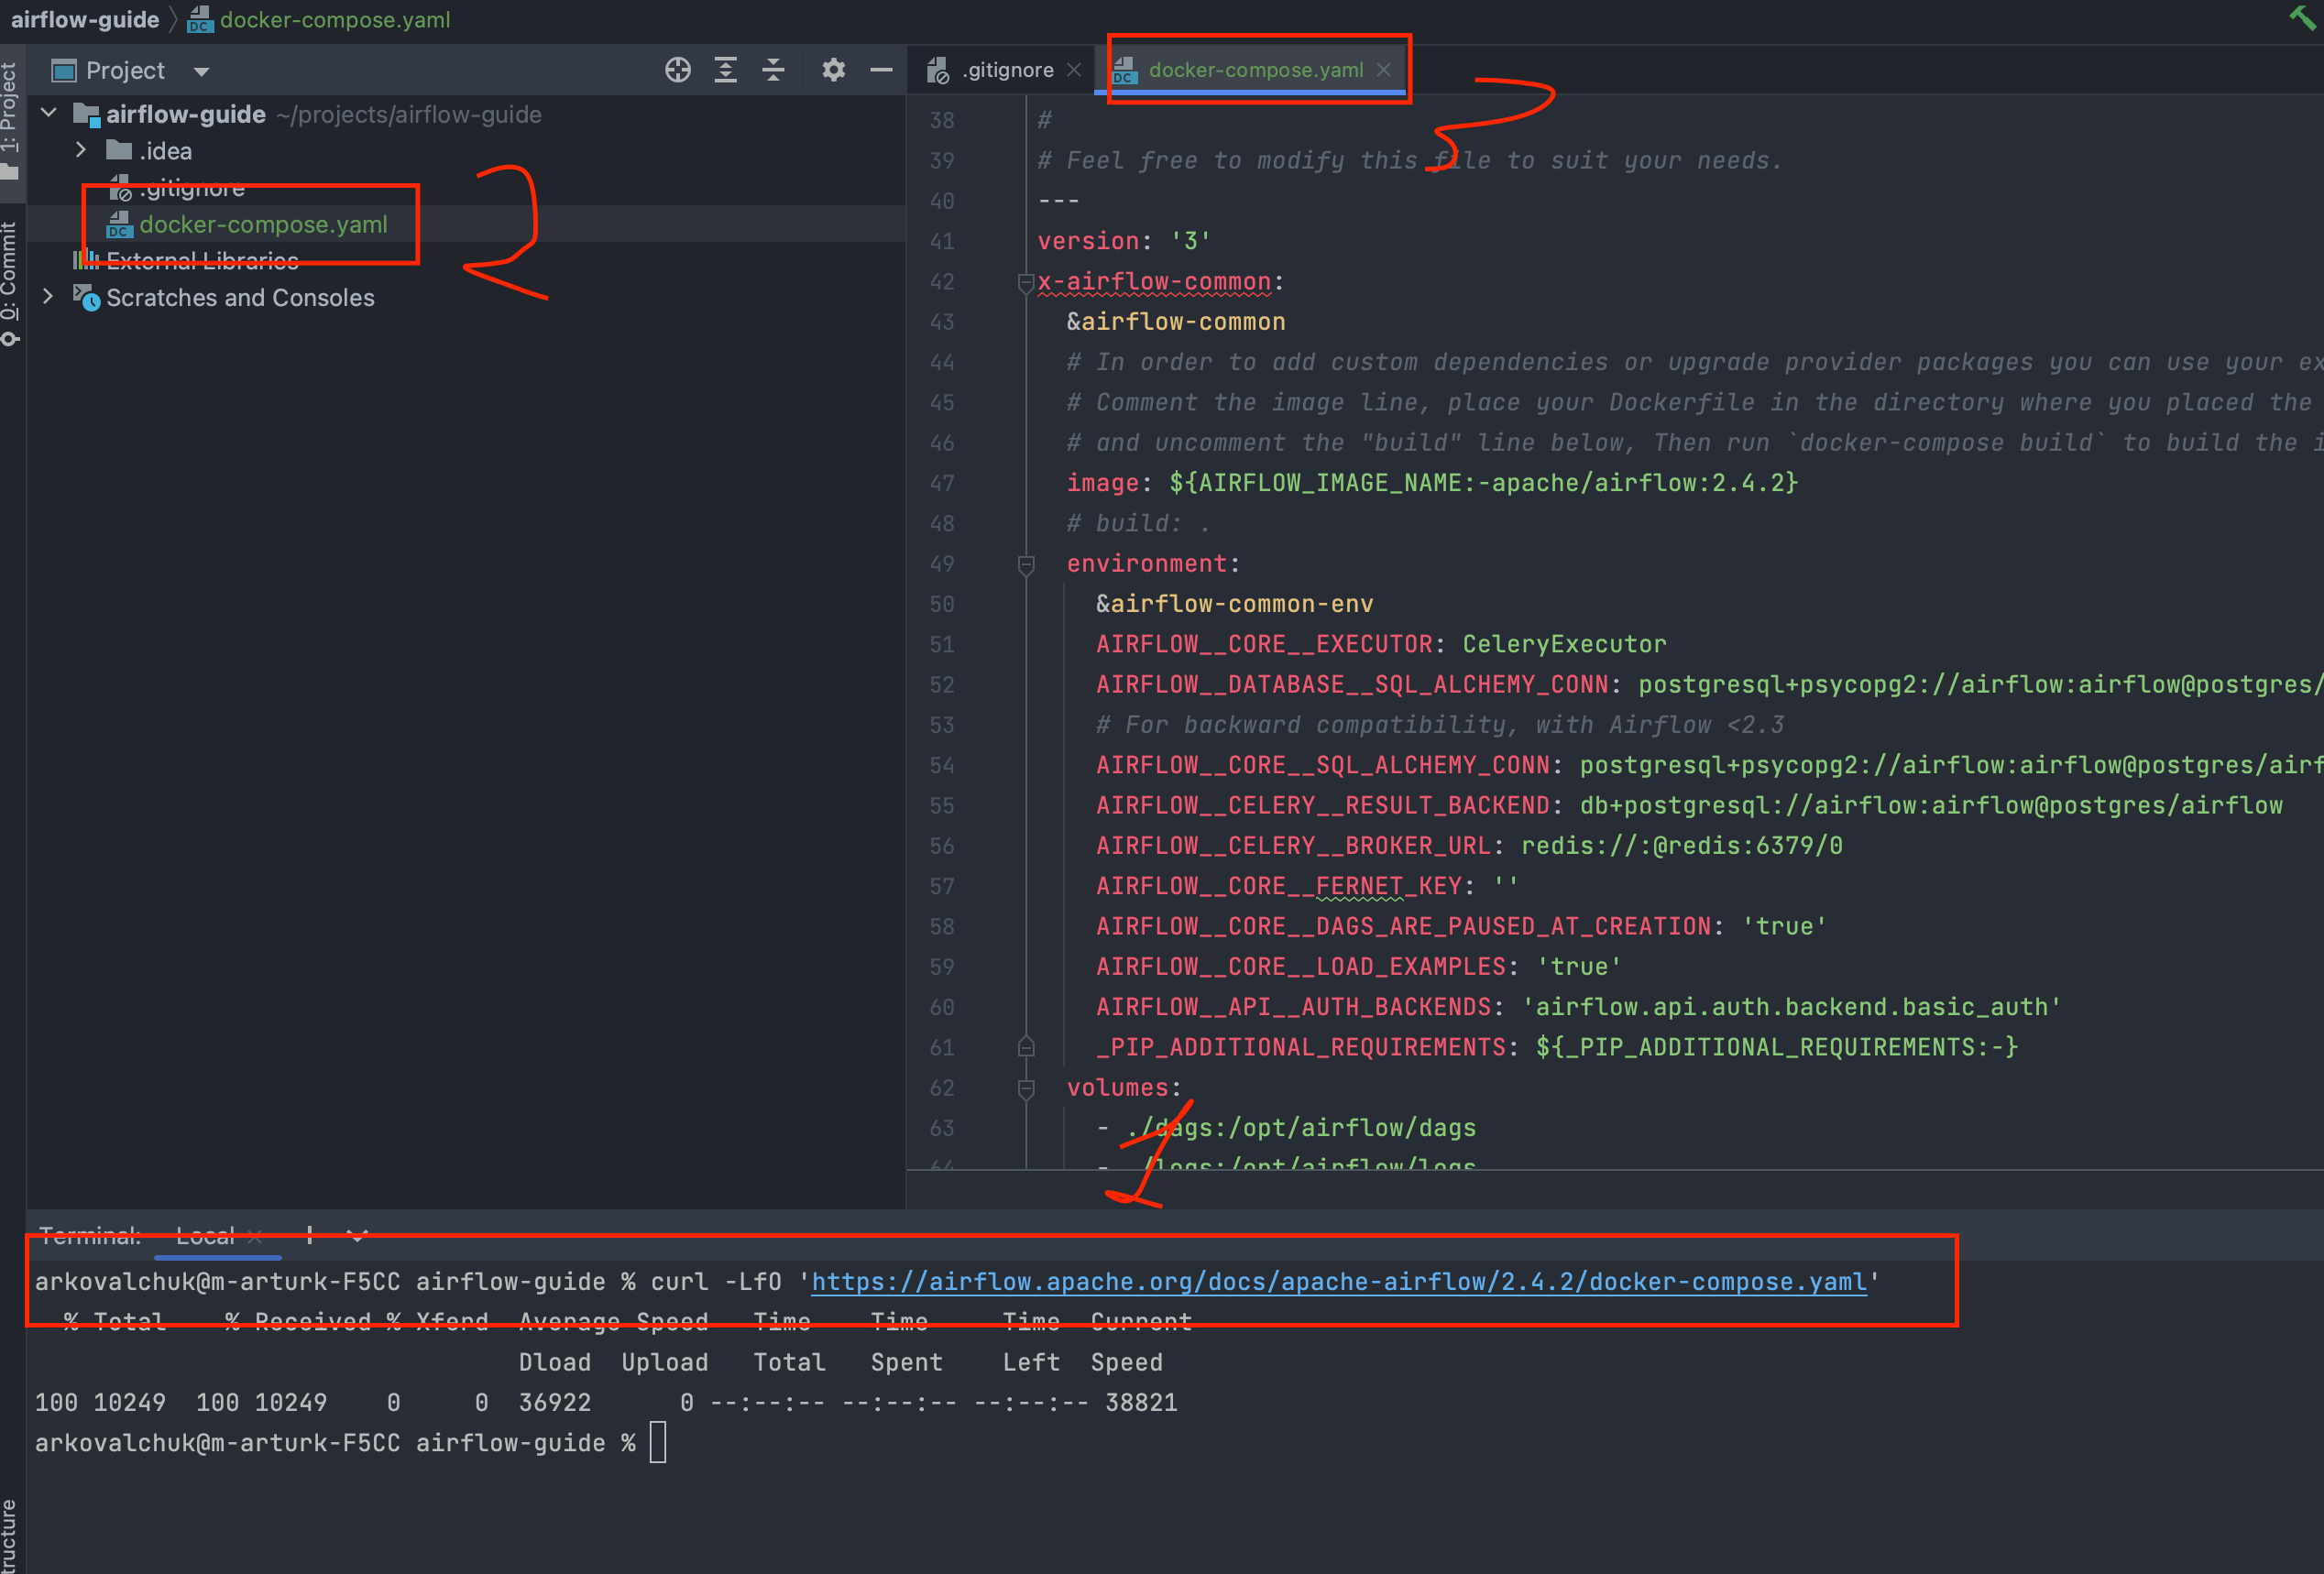 airflow-guide docker-compose.yaml
1: Project
0: Commit
Project
airflow-guide ~/projects/airflow-guide
.idea
.gitignore
docker-compose.yaml
External Libraries
Scratches and Consoles
2
.gitignore
docker-compose.yaml
3
38 #
39 # Feel free to modify this file to suit your needs.
40 ---
41 version: '3'
42 x-airflow-common:
43 &airflow-common
44 # In order to add custom dependencies or upgrade provider packages you can use your ex
45 # Comment the image line, place your Dockerfile in the directory where you placed the
46 # and uncomment the "build" line below, Then run `docker-compose build` to build the i
47 image: ${AIRFLOW_IMAGE_NAME:-apache/airflow:2.4.2}
48 # build: .
49 environment:
50 &airflow-common-env
51 AIRFLOW__CORE__EXECUTOR: CeleryExecutor
52 AIRFLOW__DATABASE__SQL_ALCHEMY_CONN: postgresql+psycopg2://airflow:airflow@postgres/
53 # For backward compatibility, with Airflow <2.3
54 AIRFLOW__CORE__SQL_ALCHEMY_CONN: postgresql+psycopg2://airflow:airflow@postgres/airf
55 AIRFLOW__CELERY__RESULT_BACKEND: db+postgresql://airflow:airflow@postgres/airflow
56 AIRFLOW__CELERY__BROKER_URL: redis://:@redis:6379/0
57 AIRFLOW__CORE__FERNET_KEY: ''
58 AIRFLOW__CORE__DAGS_ARE_PAUSED_AT_CREATION: 'true'
59 AIRFLOW__CORE__LOAD_EXAMPLES: 'true'
60 AIRFLOW__API__AUTH_BACKENDS: 'airflow.api.auth.backend.basic_auth'
61 _PIP_ADDITIONAL_REQUIREMENTS: ${_PIP_ADDITIONAL_REQUIREMENTS:-}
62 volumes:
63 - ./dags:/opt/airflow/dags
64 - ./logs:/opt/airflow/logs
1
Terminal: Local
arkovalchuk@m-arturk-F5CC airflow-guide % curl -LfO 'https://airflow.apache.org/docs/apache-airflow/2.4.2/docker-compose.yaml'
% Total % Received % Xferd Average Speed Time Time Time Current
Dload Upload Total Spent Left Speed
100 10249 100 10249 0 0 36922 0 --:--:-- --:--:-- --:--:-- 38821
arkovalchuk@m-arturk-F5CC airflow-guide %
tructure